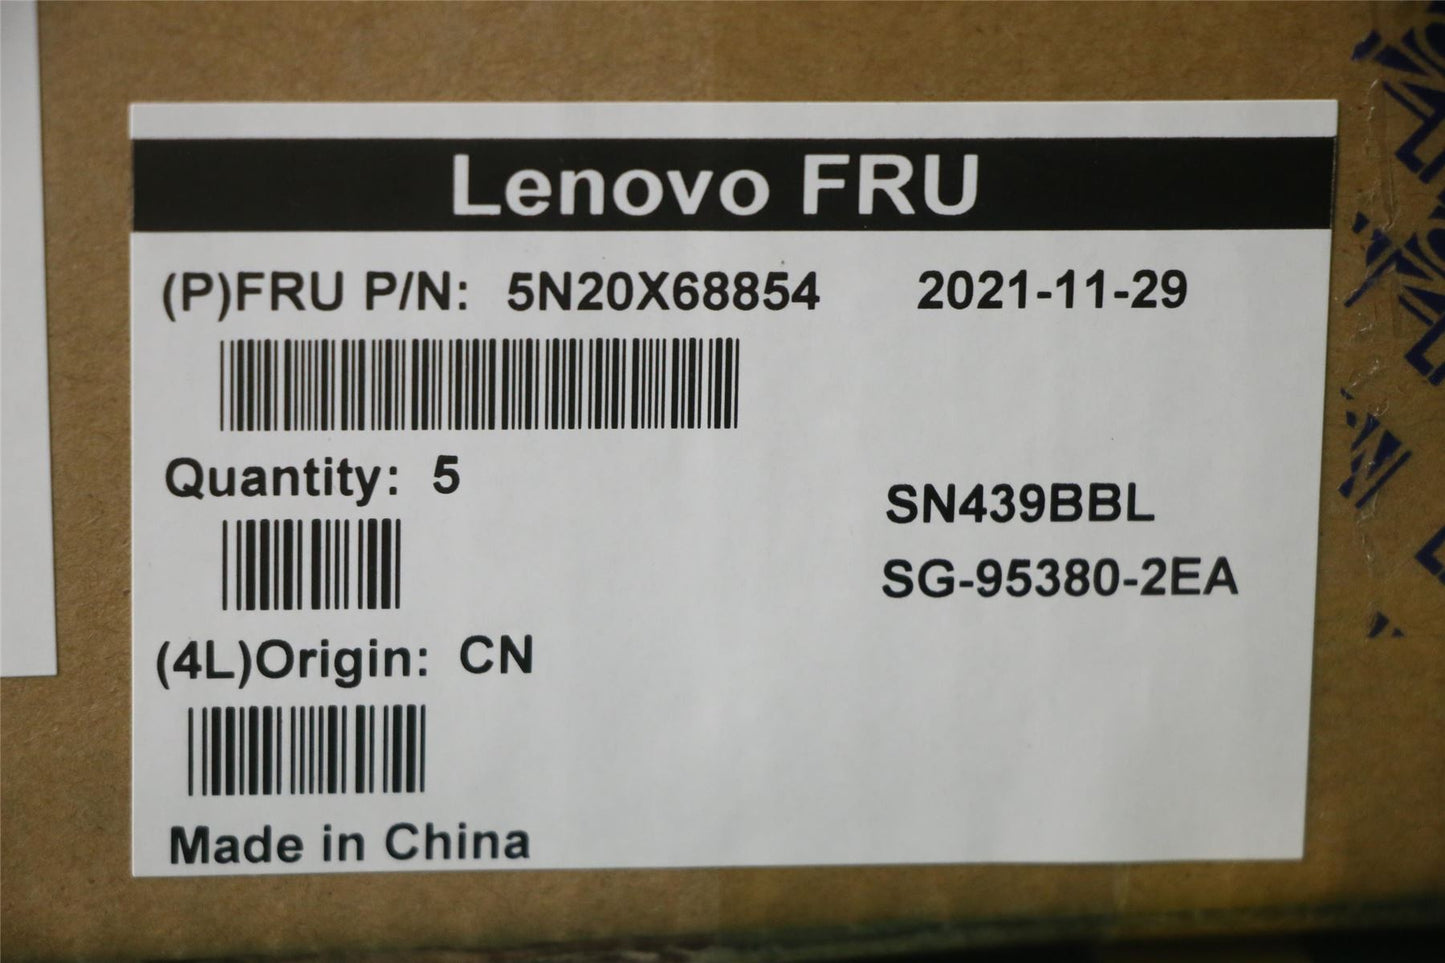 Lenovo FRU
(P)FRU P/N: 5N20X68854 2021-11-29
Quantity: 5
SN439BBL
SG-95380-2EA
(4L)Origin: CN
Made in China